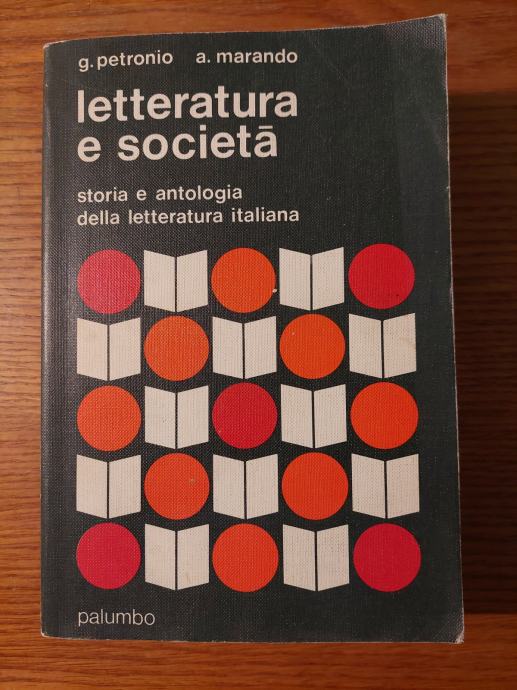 g. petronio a. marando
letteratura
e società
storia e antologia
della letteratura italiana
palumbo